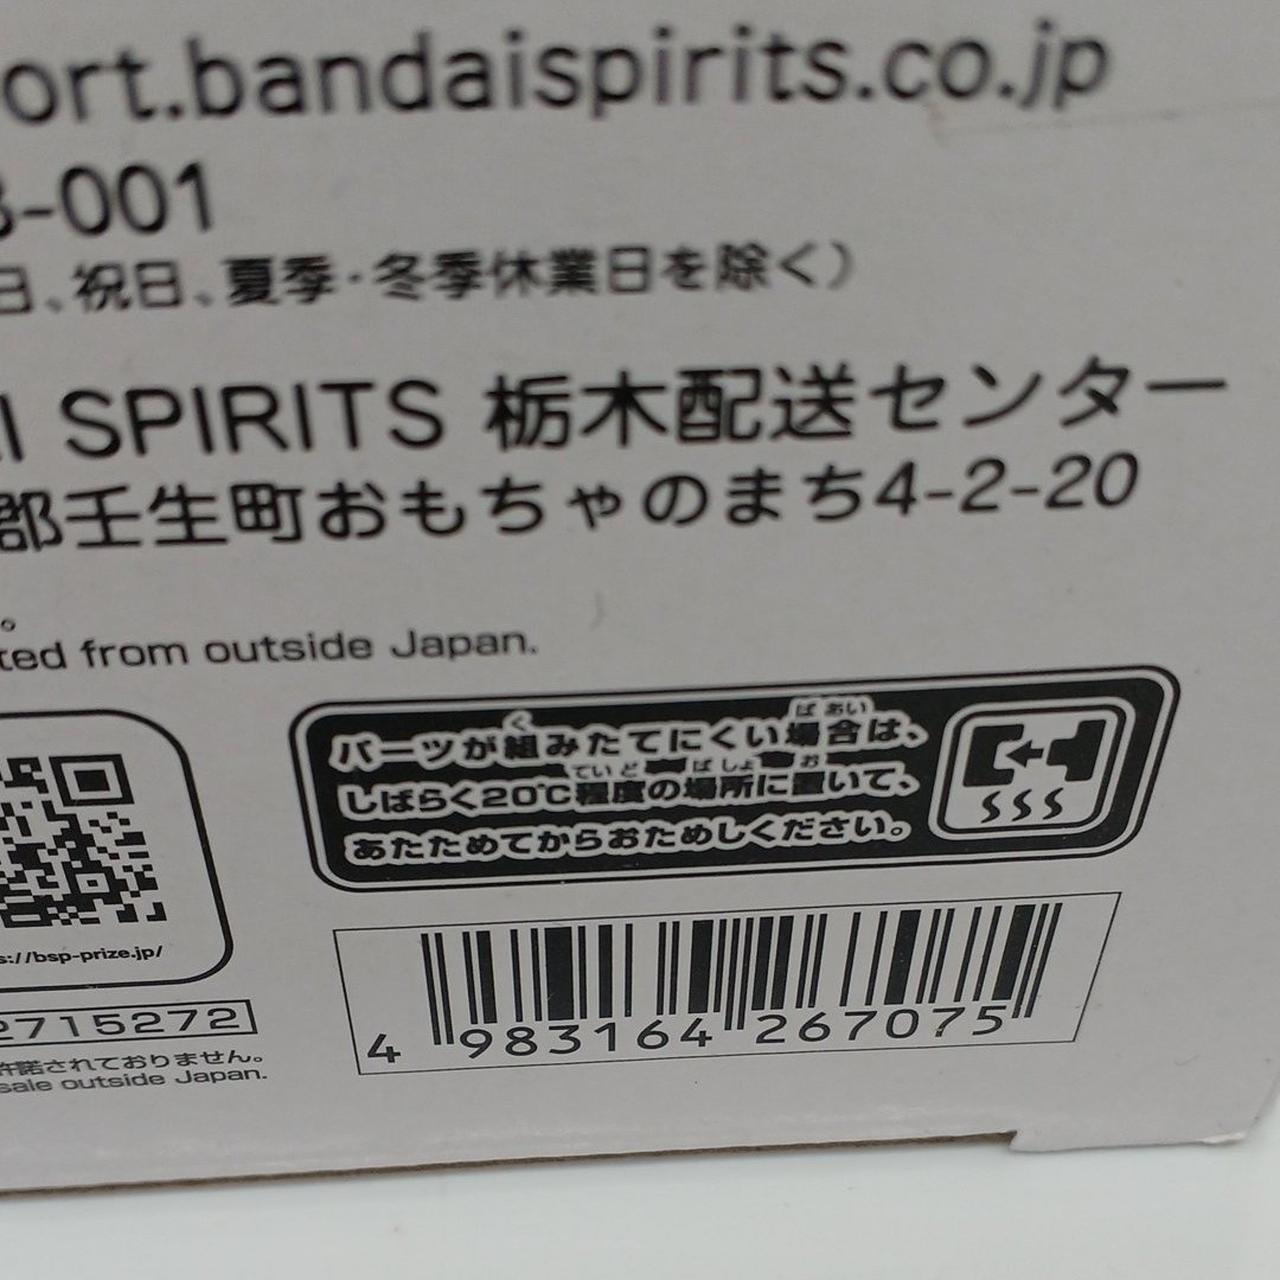 ort.bandaispirits.co.jp
3-001
日、祝日、夏季・冬季休業日を除く）
AI SPIRITS 栃木配送センター
郡壬生町おもちゃのまち4-2-20
。
ted from outside Japan.
パーツが組みたてにくい場合は、
しばらく20℃程度の場所に置いて、
あたためてからおためしください。
s://bsp-prize.jp/
2715272
許諾されておりません。
sale outside Japan.
4 983164 267075